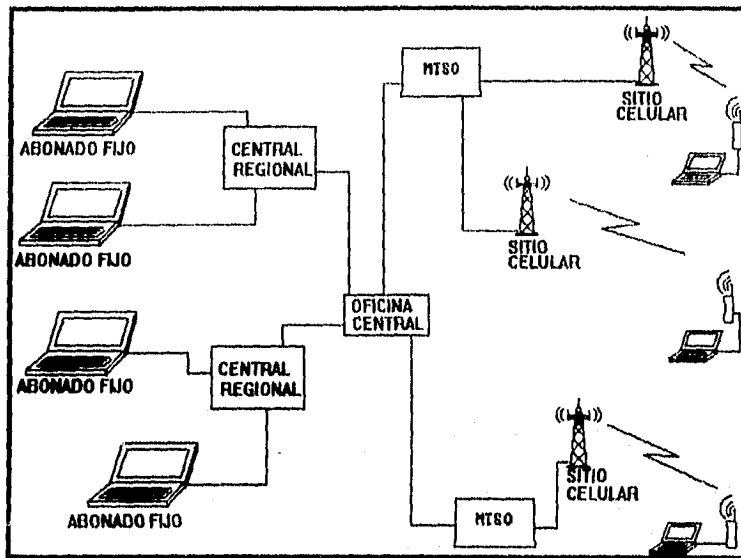 MTSO
SITIO
CELULAR
ABONADO FIJO
CENTRAL
REGIONAL
SITIO
CELULAR
ABONADO FIJO
OFICINA
CENTRAL
CENTRAL
REGIONAL
ABONADO FIJO
SITIO
CELULAR
ABONADO FIJO
MTSO